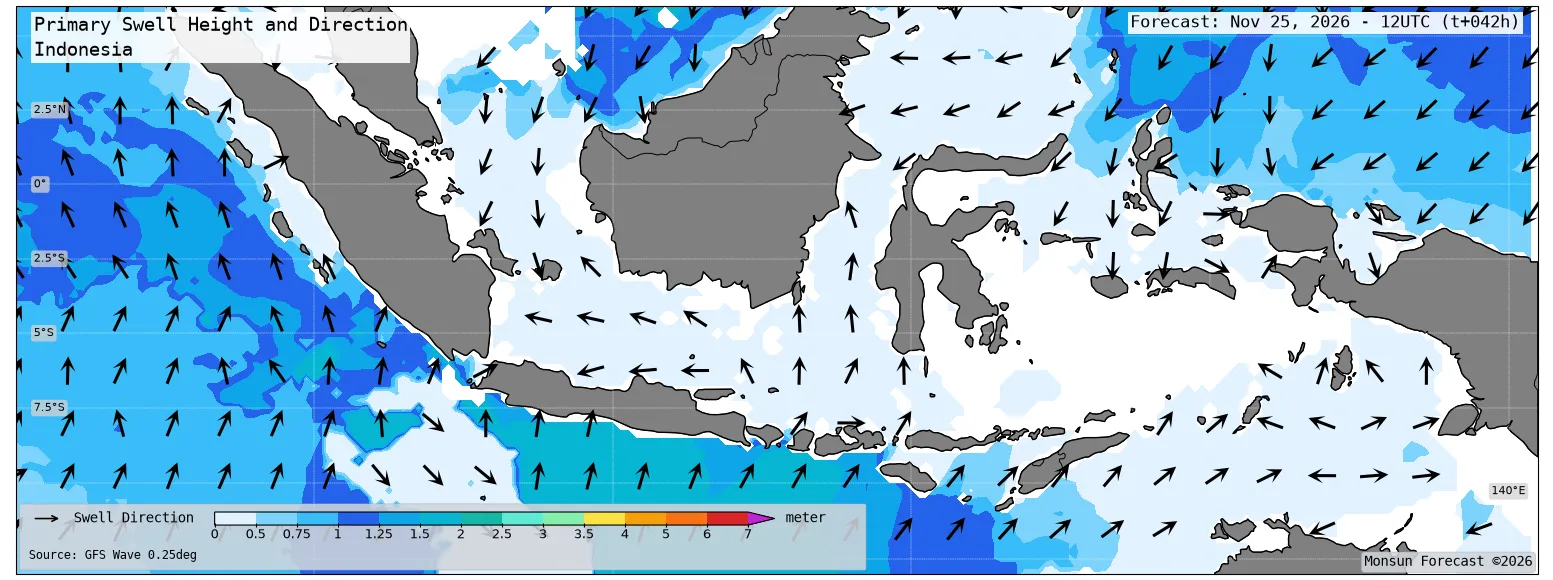 Primary Swell Height and Direction
Indonesia
Forecast: Nov 25, 2026 - 12UTC (t+042h)
2.5°N
0°
2.5°S
5°S
7.5°S
140°E
Swell Direction
0 0.5 0.75 1 1.25 1.5 2 2.5 3 3.5 4 5 6 7
meter
Source: GFS Wave 0.25deg
Monsun Forecast ©2026